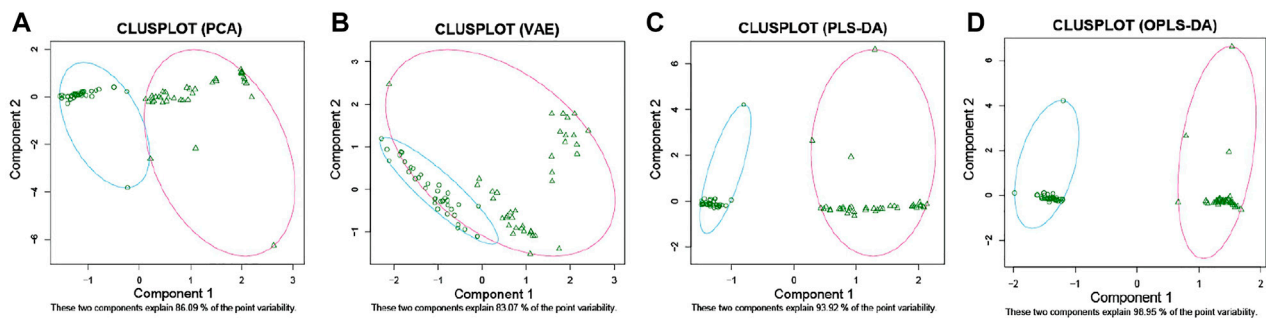 A
CLUSPLOT (PCA)
Component 2
2
0
−2
−4
−6
−1
0
1
2
3
Component 1
These two components explain 86.09 % of the point variability.
B
CLUSPLOT (VAE)
Component 2
3
2
1
0
−1
−2
−1
0
1
2
3
Component 1
These two components explain 83.07 % of the point variability.
C
CLUSPLOT (PLS-DA)
Component 2
6
4
2
0
−2
−1
0
1
2
Component 1
These two components explain 93.92 % of the point variability.
D
CLUSPLOT (OPLS-DA)
Component 2
6
4
2
0
−2
−2
−1
0
1
2
Component 1
These two components explain 98.95 % of the point variability.